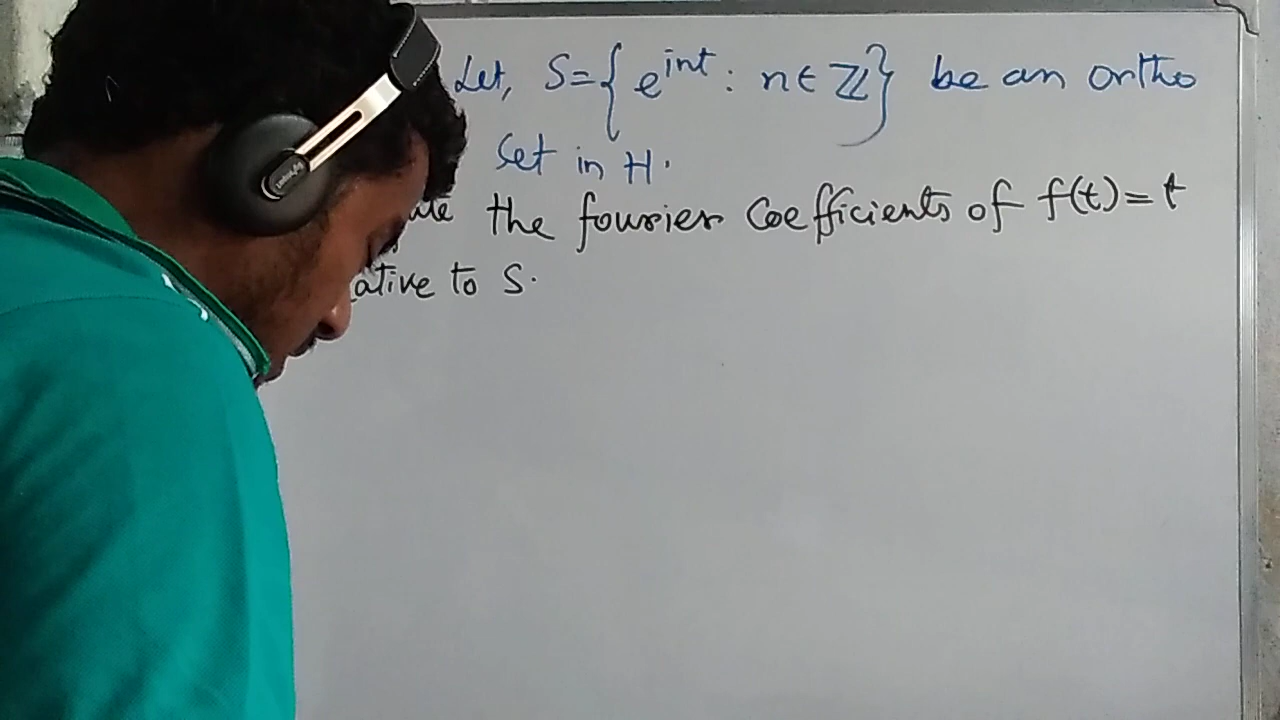 Let, S={e^int : n∈ℤ} be an ortho
set in H.
the fourier Coefficients of f(t)=t
ative to S.